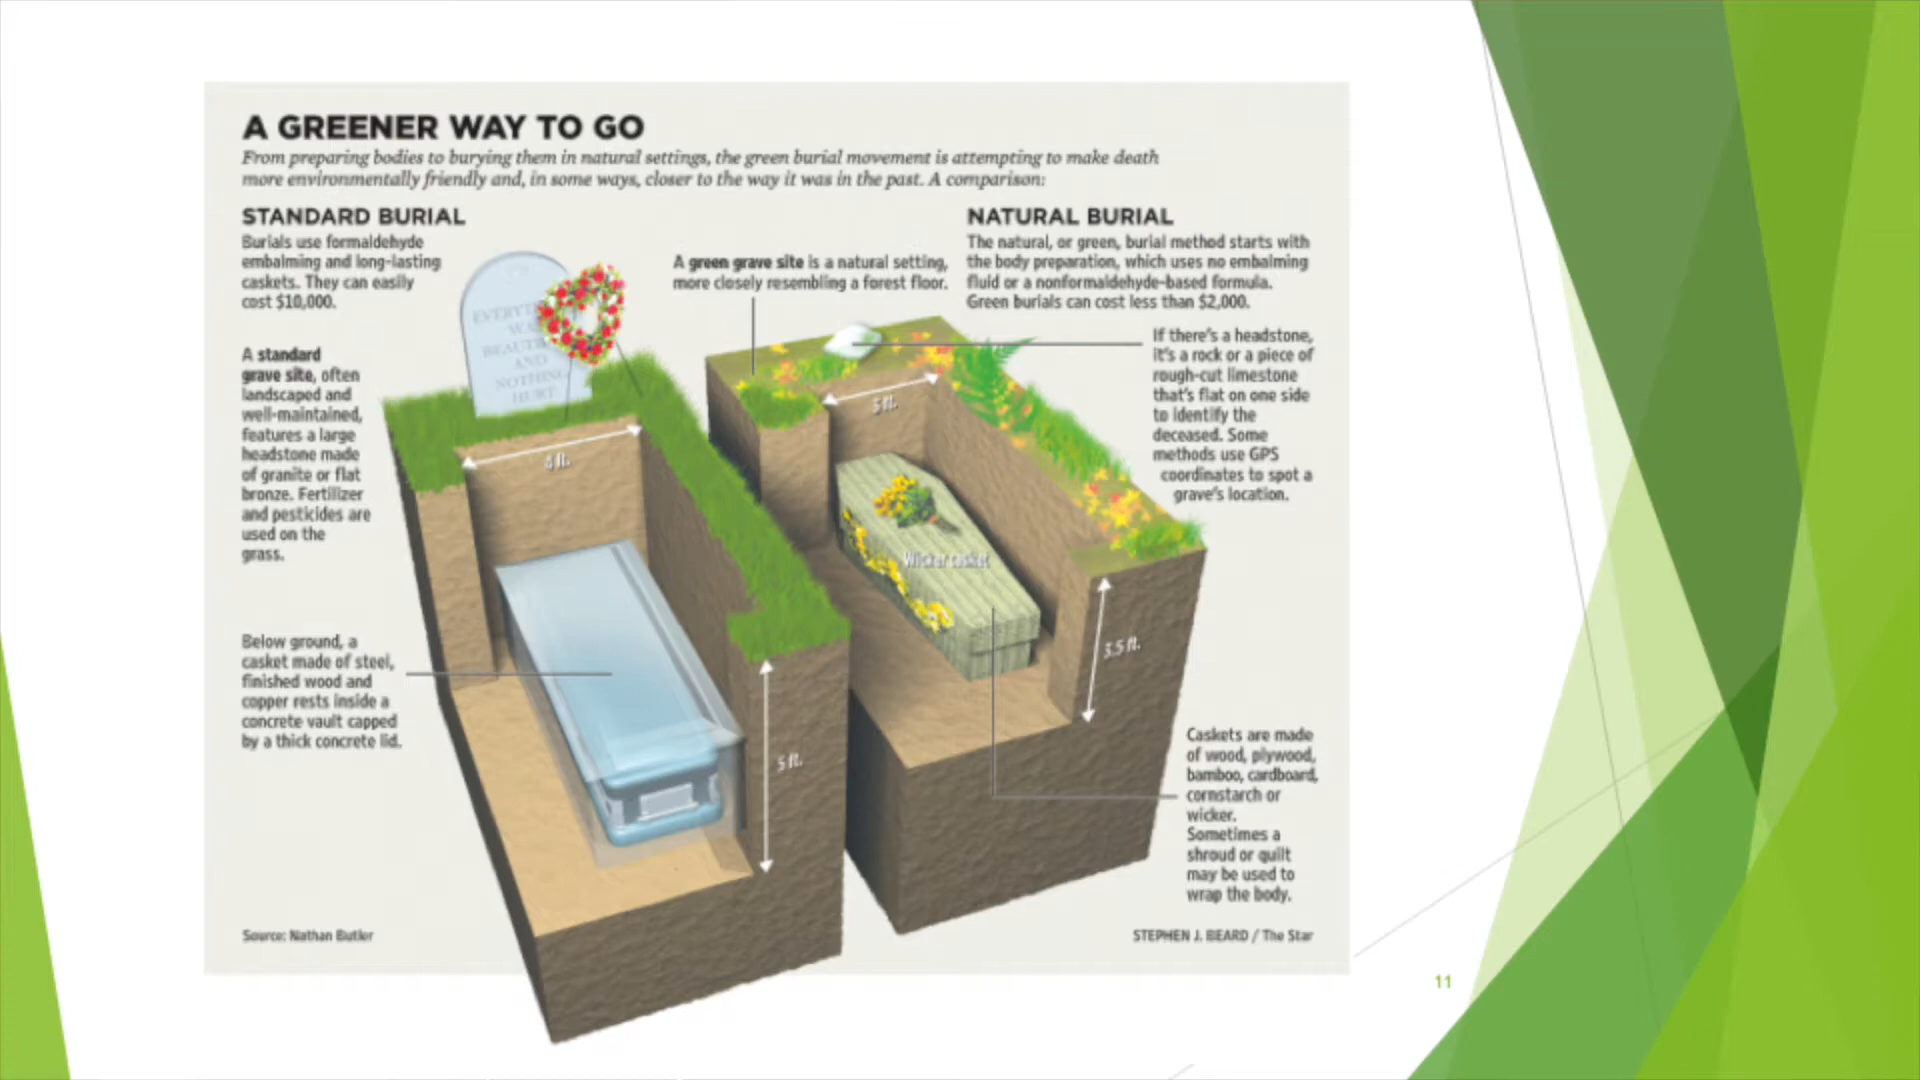 A GREENER WAY TO GO
From preparing bodies to burying them in natural settings, the green burial movement is attempting to make death
more environmentally friendly and, in some ways, closer to the way it was in the past. A comparison:
STANDARD BURIAL
Burials use formaldehyde
embalming and long-lasting
caskets. They can easily
cost $10,000.
A standard
grave site, often
landscaped and
well-maintained,
features a large
headstone made
of granite or flat
bronze. Fertilizer
and pesticides are
used on the
grass.
Below ground, a
casket made of steel,
finished wood and
copper rests inside a
concrete vault capped
by a thick concrete lid.
EVERYT
WA
BEAUTI
AND
NOTHING
HURT
4 ft.
5 ft.
A green grave site is a natural setting,
more closely resembling a forest floor.
NATURAL BURIAL
The natural, or green, burial method starts with
the body preparation, which uses no embalming
fluid or a nonformaldehyde-based formula.
Green burials can cost less than $2,000.
If there's a headstone,
it's a rock or a piece of
rough-cut limestone
that's flat on one side
to identify the
deceased. Some
methods use GPS
coordinates to spot a
grave's location.
Wicker casket
3.5 ft.
Caskets are made
of wood, plywood,
bamboo, cardboard,
cornstarch or
wicker.
Sometimes a
shroud or quilt
may be used to
wrap the body.
Source: Nathan Butler
STEPHEN J. BEARD / The Star
11